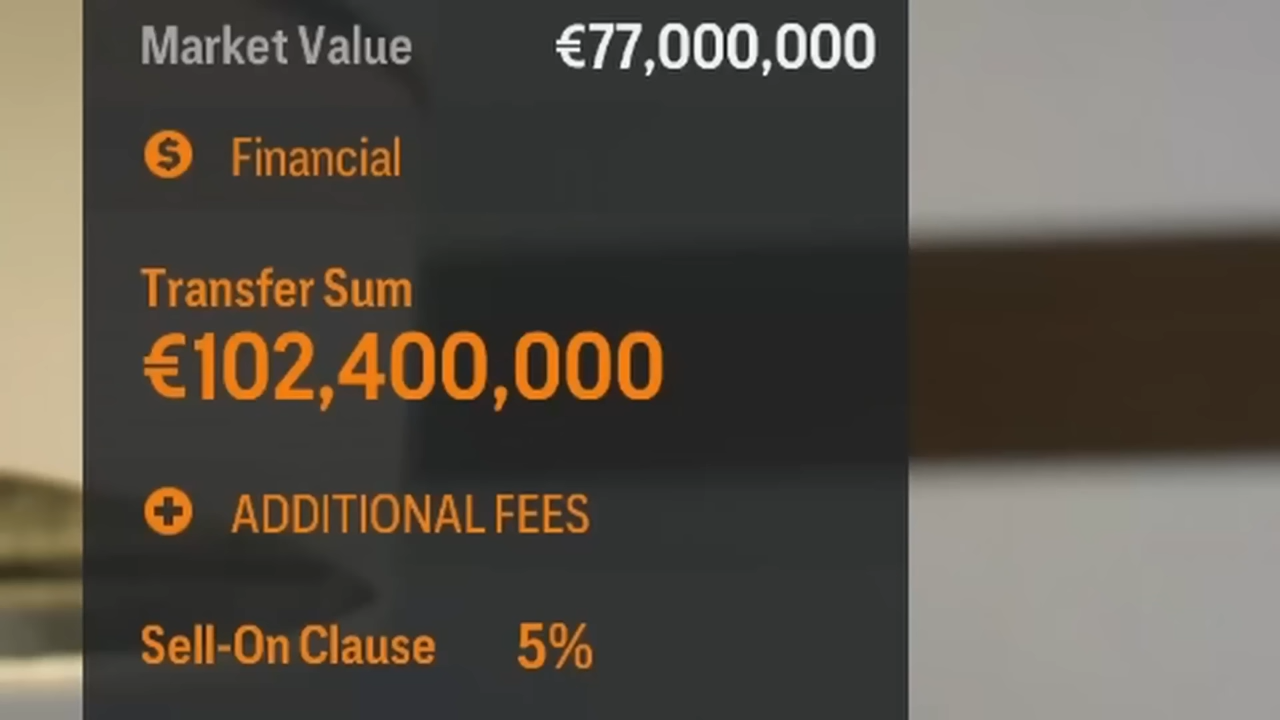 Market Value €77,000,000
Financial
Transfer Sum
€102,400,000
ADDITIONAL FEES
Sell-On Clause 5%